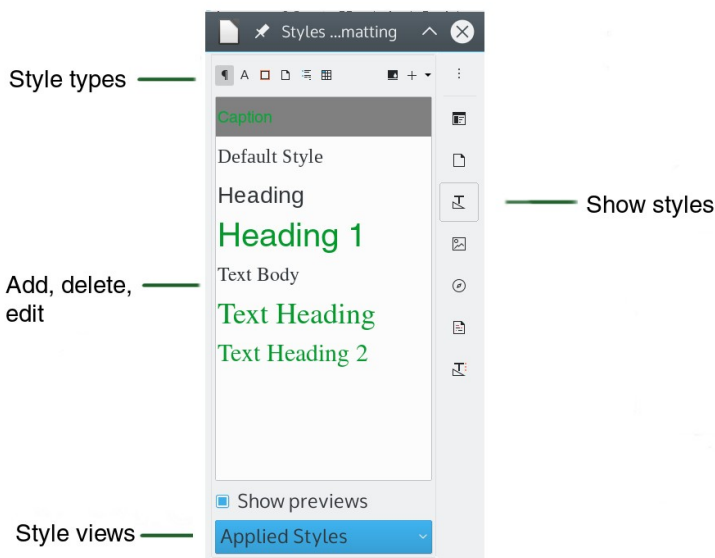 Styles ...matting
Style types
Caption
Default Style
Heading
Show styles
Heading 1
Text Body
Add, delete,
edit
Text Heading
Text Heading 2
Show previews
Style views
Applied Styles